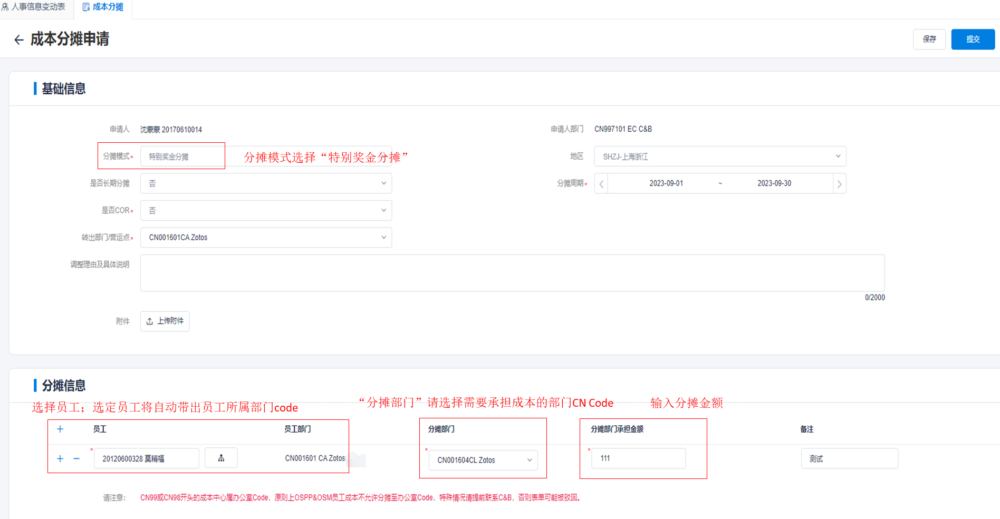 人事信息变动表
成本分摊
成本分摊申请
保存
提交
基础信息
申请人
沈蒙蒙 20170610014
申请人部门
CN997101 EC C&B
分摊模式*
特别奖金分摊
分摊模式选择“特别奖金分摊”
地区
SHZJ-上海浙江
是否长期分摊
否
分摊周期*
2023-09-01 ~ 2023-09-30
是否COR*
否
转出部门/营运点*
CN001601CA Zotos
调整理由及具体说明
0/2000
附件
上传附件
分摊信息
选择员工；选定员工将自动带出员工所属部门code
“分摊部门”请选择需要承担成本的部门CN Code
输入分摊金额
+ 员工 员工部门 分摊部门 分摊部门承担金额 备注
+ − * 20120600328 莫精福 CN001601 CA Zotos * CN001604CL Zotos * 111 测试
请注意： CN99或CN98开头的成本中心属办公室Code，原则上OSPP&OSM员工成本不允许分摊至办公室Code，特殊情况请提前联系C&B，否则表单可能被驳回。